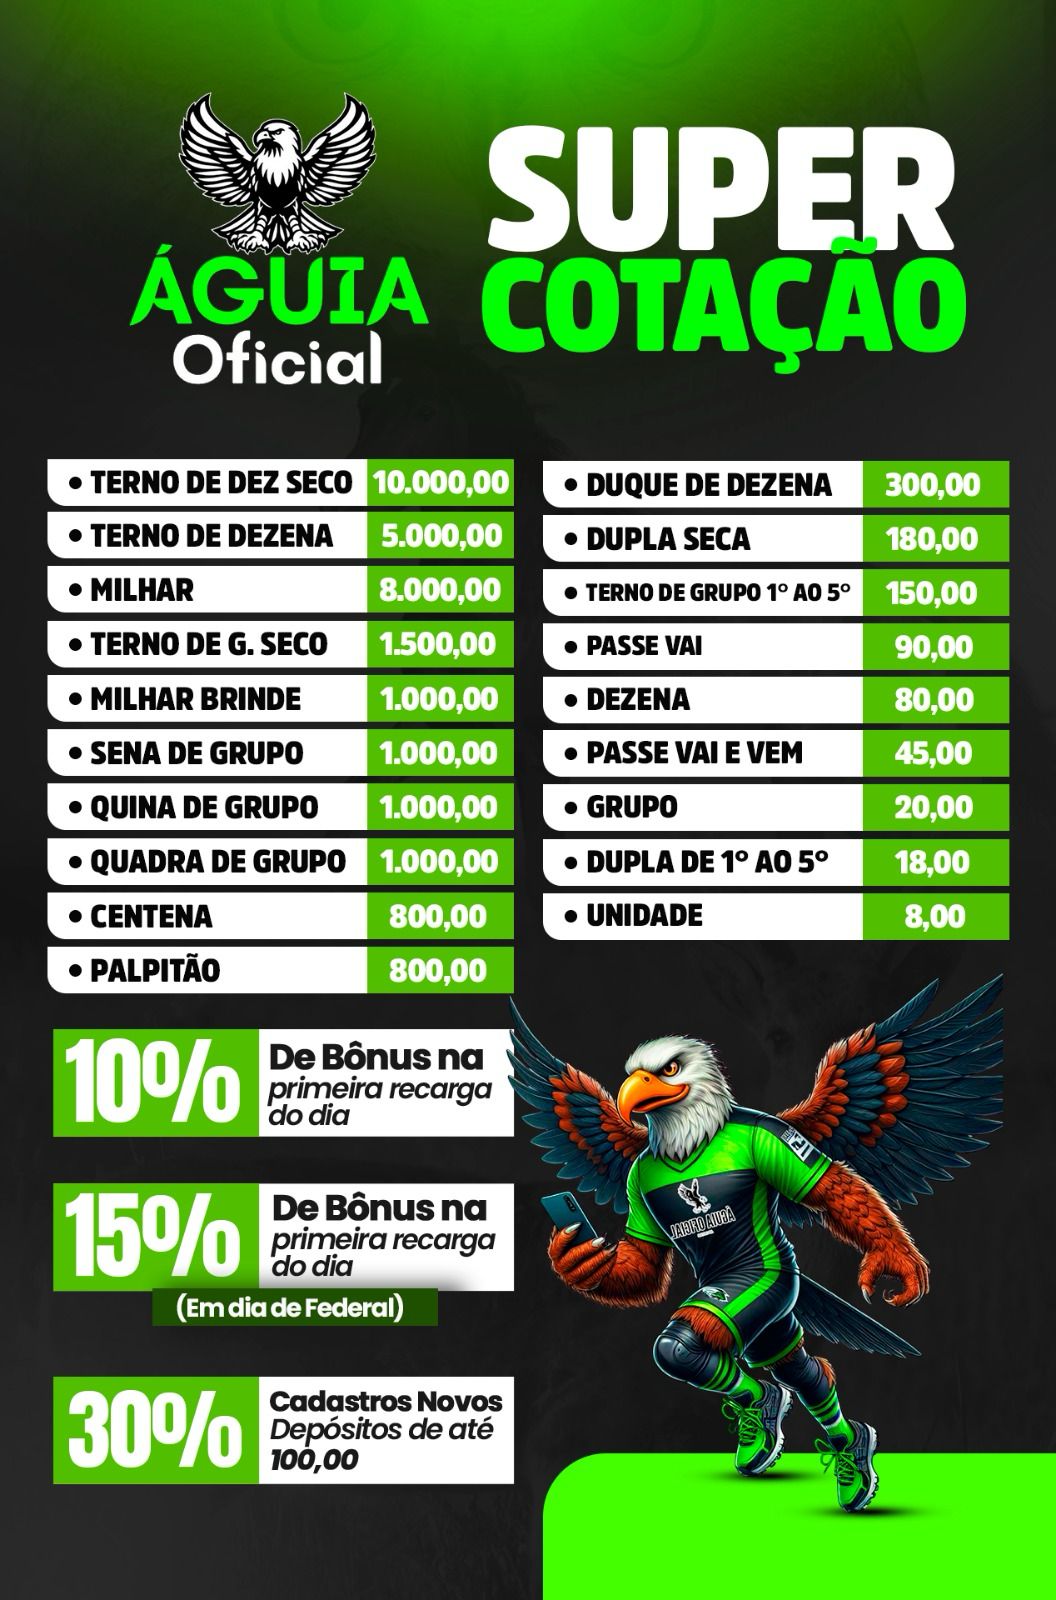 ÁGUIA
Oficial
SUPER
COTAÇÃO
• TERNO DE DEZ SECO 10.000,00
• TERNO DE DEZENA 5.000,00
• MILHAR 8.000,00
• TERNO DE G. SECO 1.500,00
• MILHAR BRINDE 1.000,00
• SENA DE GRUPO 1.000,00
• QUINA DE GRUPO 1.000,00
• QUADRA DE GRUPO 1.000,00
• CENTENA 800,00
• PALPITÃO 800,00
• DUQUE DE DEZENA 300,00
• DUPLA SECA 180,00
• TERNO DE GRUPO 1º AO 5º 150,00
• PASSE VAI 90,00
• DEZENA 80,00
• PASSE VAI E VEM 45,00
• GRUPO 20,00
• DUPLA DE 1º AO 5º 18,00
• UNIDADE 8,00
10% De Bônus na
primeira recarga
do dia
15% De Bônus na
primeira recarga
do dia
(Em dia de Federal)
30% Cadastros Novos
Depósitos de até
100,00